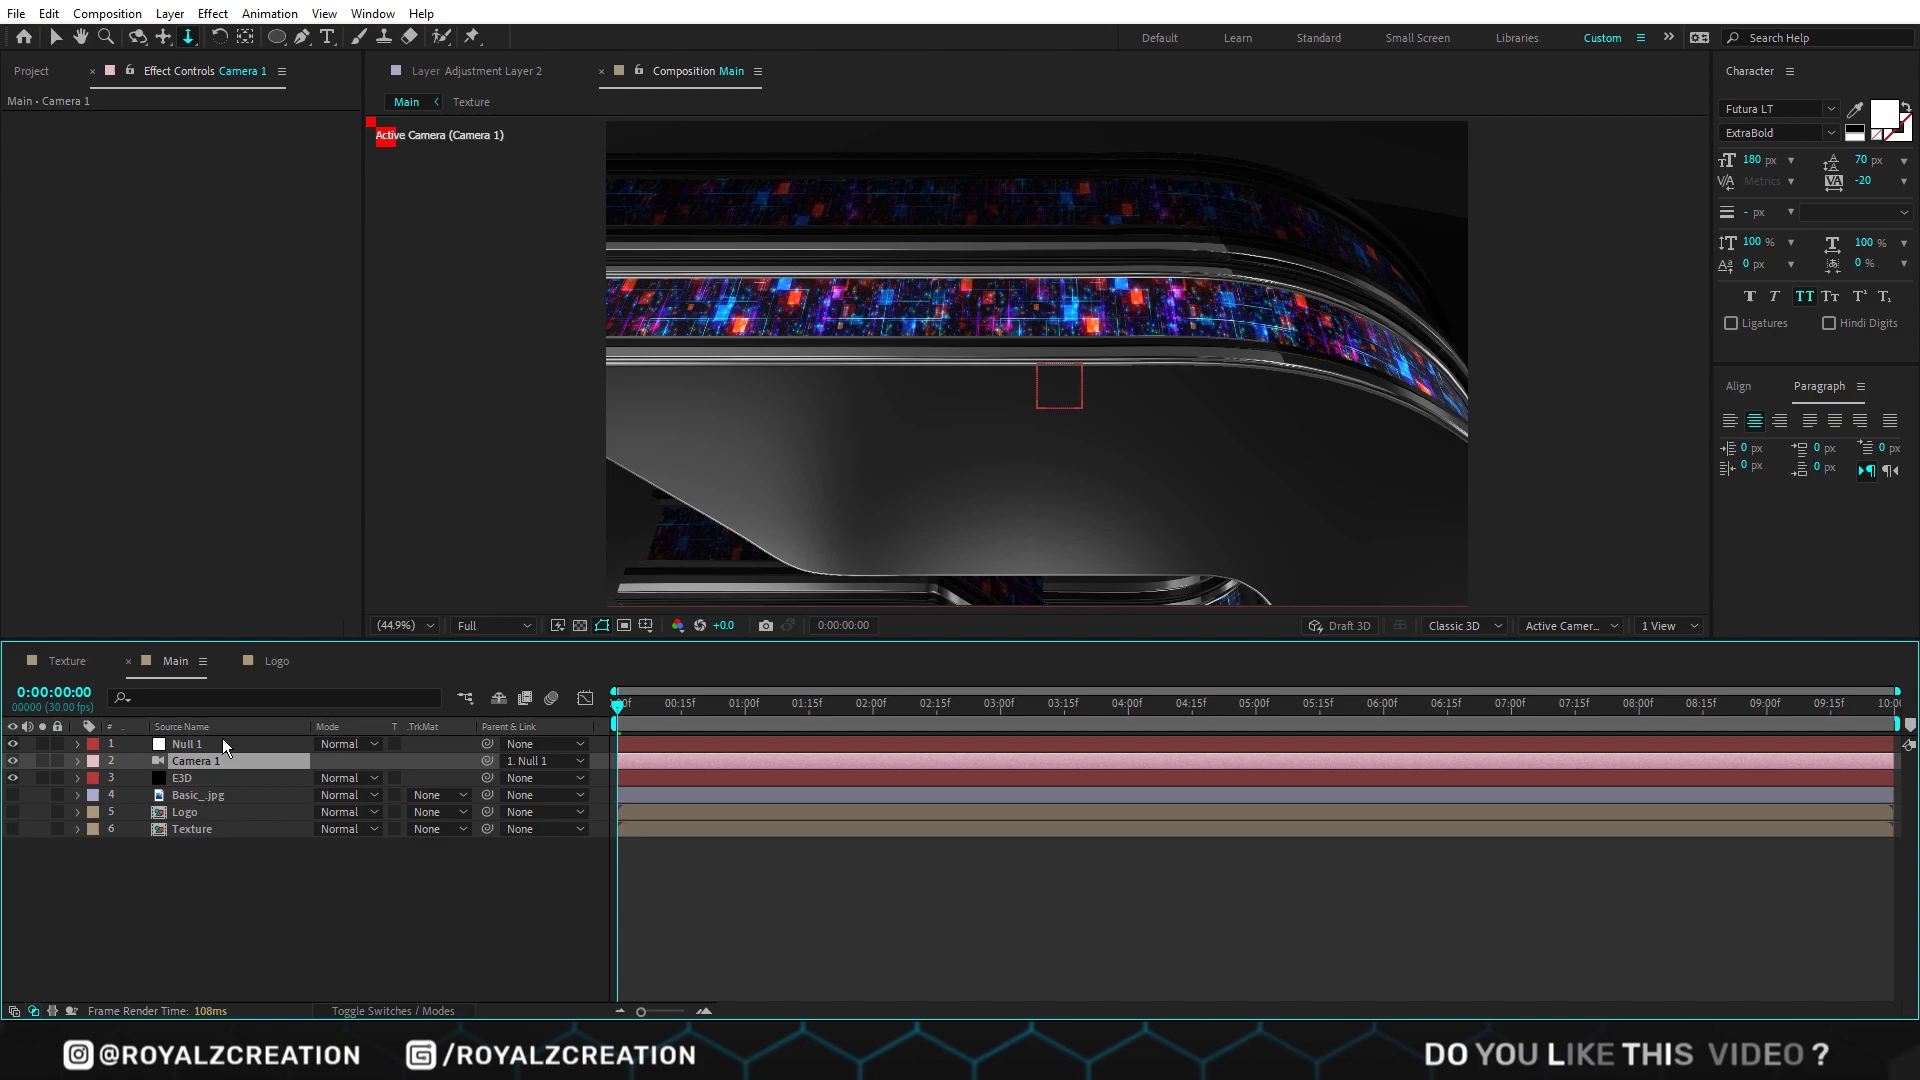 File Edit Composition Layer Effect Animation View Window Help
Default Learn Standard Small Screen Libraries Custom Search Help
Project Effect Controls Camera 1
Main • Camera 1
Layer Adjustment Layer 2 Composition Main
Main Texture
Active Camera (Camera 1)
(44.9%) Full +0.0 0:00:00:00 Draft 3D Classic 3D Active Camer... 1 View
Character
Futura LT
ExtraBold
180 px 70 px
Metrics -20
- px
100 % 100 %
0 px 0 %
Ligatures Hindi Digits
Align Paragraph
0 px 0 px 0 px
0 px 0 px
Texture Main Logo
0:00:00:00
00000 (30.00 fps)
00:15f 01:00f 01:15f 02:00f 02:15f 03:00f 03:15f 04:00f 04:15f 05:00f 05:15f 06:00f 06:15f 07:00f 07:15f 08:00f 08:15f 09:00f 09:15f 10:00
# Source Name Mode T .TrkMat Parent & Link
1 Null 1 Normal None
2 Camera 1 1. Null 1
3 E3D Normal None
4 Basic_.jpg Normal None None
5 Logo Normal None None
6 Texture Normal None None
Frame Render Time: 108ms Toggle Switches / Modes
@ROYALZCREATION /ROYALZCREATION DO YOU LIKE THIS VIDEO ?